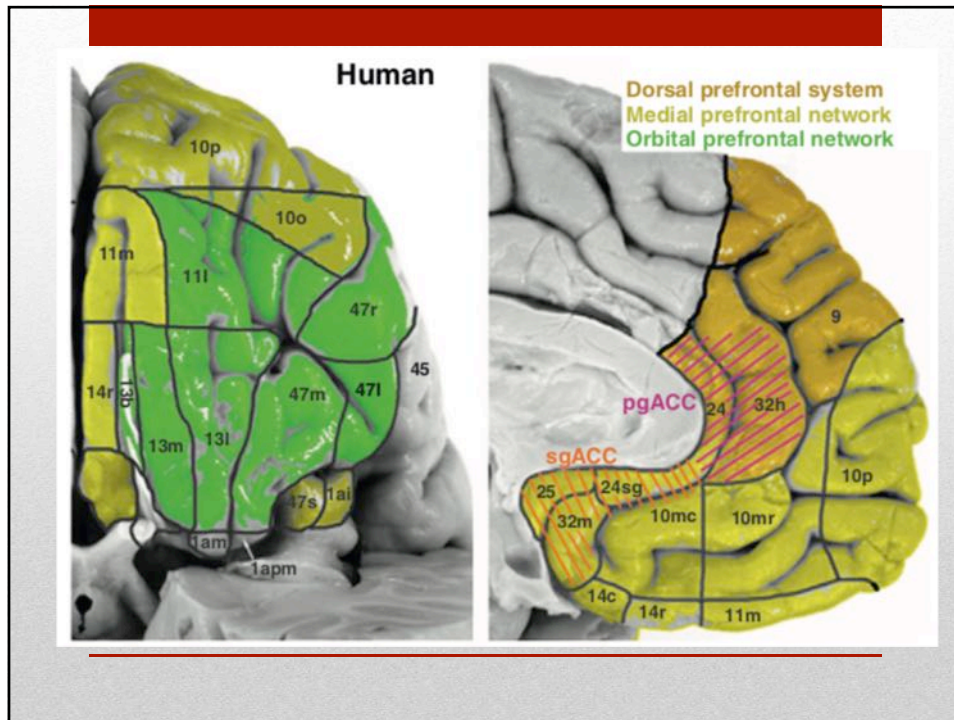 Human
10p
10o
11m
11l
47r
45
14r
13b
13m
13l
47m
47l
47s
1ai
1am
1apm
Dorsal prefrontal system
Medial prefrontal network
Orbital prefrontal network
9
pgACC
24
32h
sgACC
25
24sg
10p
32m
10mc
10mr
14c
14r
11m